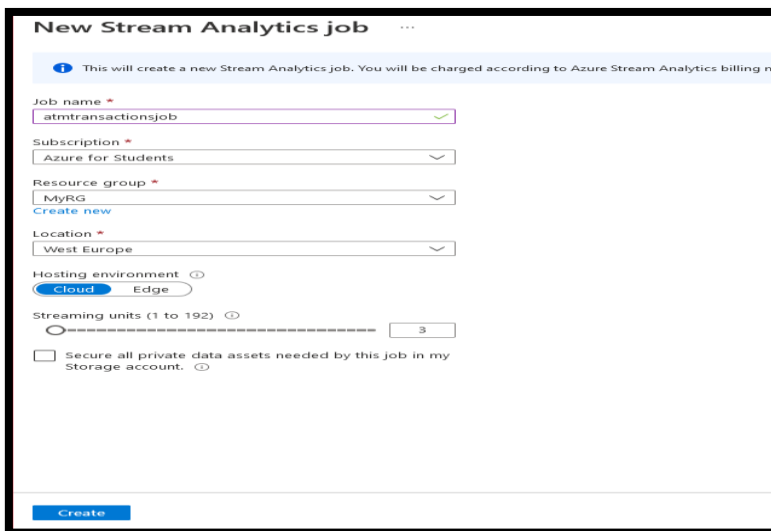 New Stream Analytics job ...
This will create a new Stream Analytics job. You will be charged according to Azure Stream Analytics billing
Job name *
atmtransactionsjob
Subscription *
Azure for Students
Resource group *
MyRG
Create new
Location *
West Europe
Hosting environment
Cloud Edge
Streaming units (1 to 192)
3
Secure all private data assets needed by this job in my
Storage account.
Create